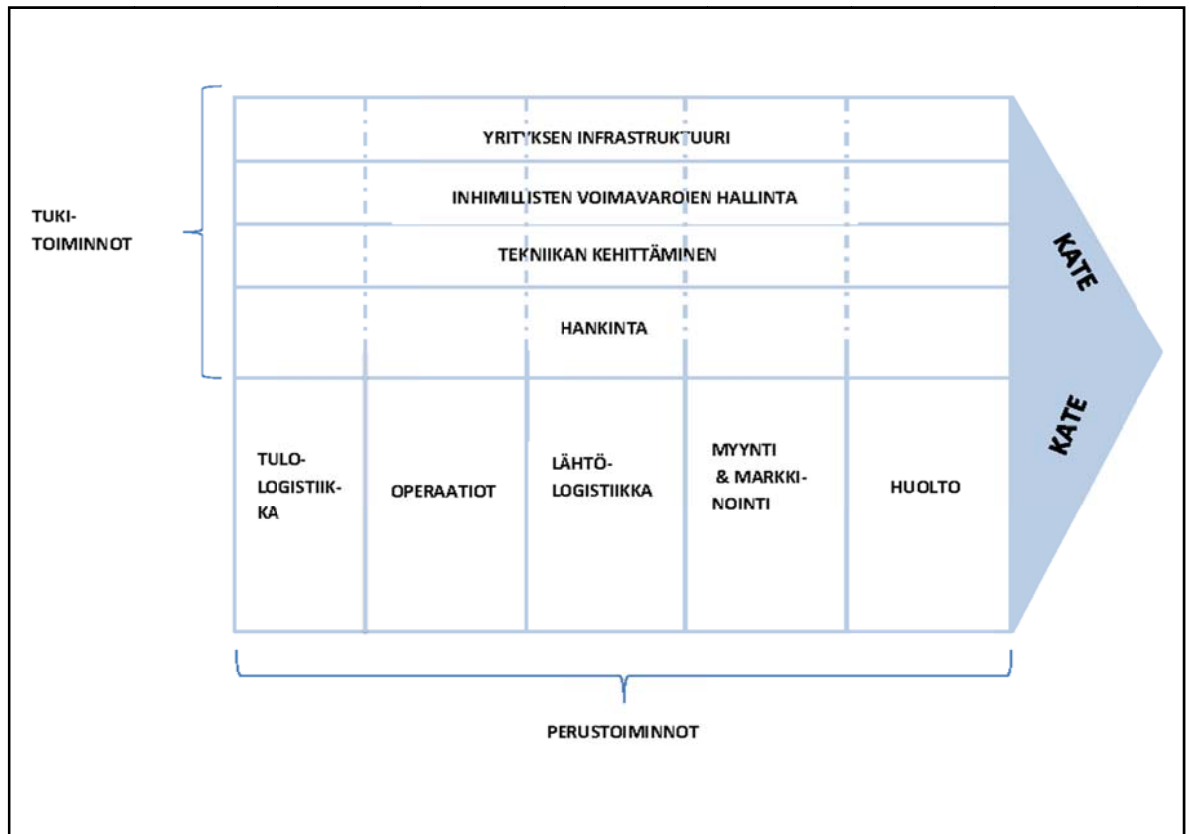 YRITYKSEN INFRASTRUKTUURI
INHIMILLISTEN VOIMAVAROJEN HALLINTA
TUKI-
TOIMINNOT
TEKNIIKAN KEHITTÄMINEN
HANKINTA
KATE
KATE
TULO-
LOGISTIIK-
KA
OPERAATIOT
LÄHTÖ-
LOGISTIIKKA
MYYNTI
& MARKKI-
NOINTI
HUOLTO
PERUSTOIMINNOT